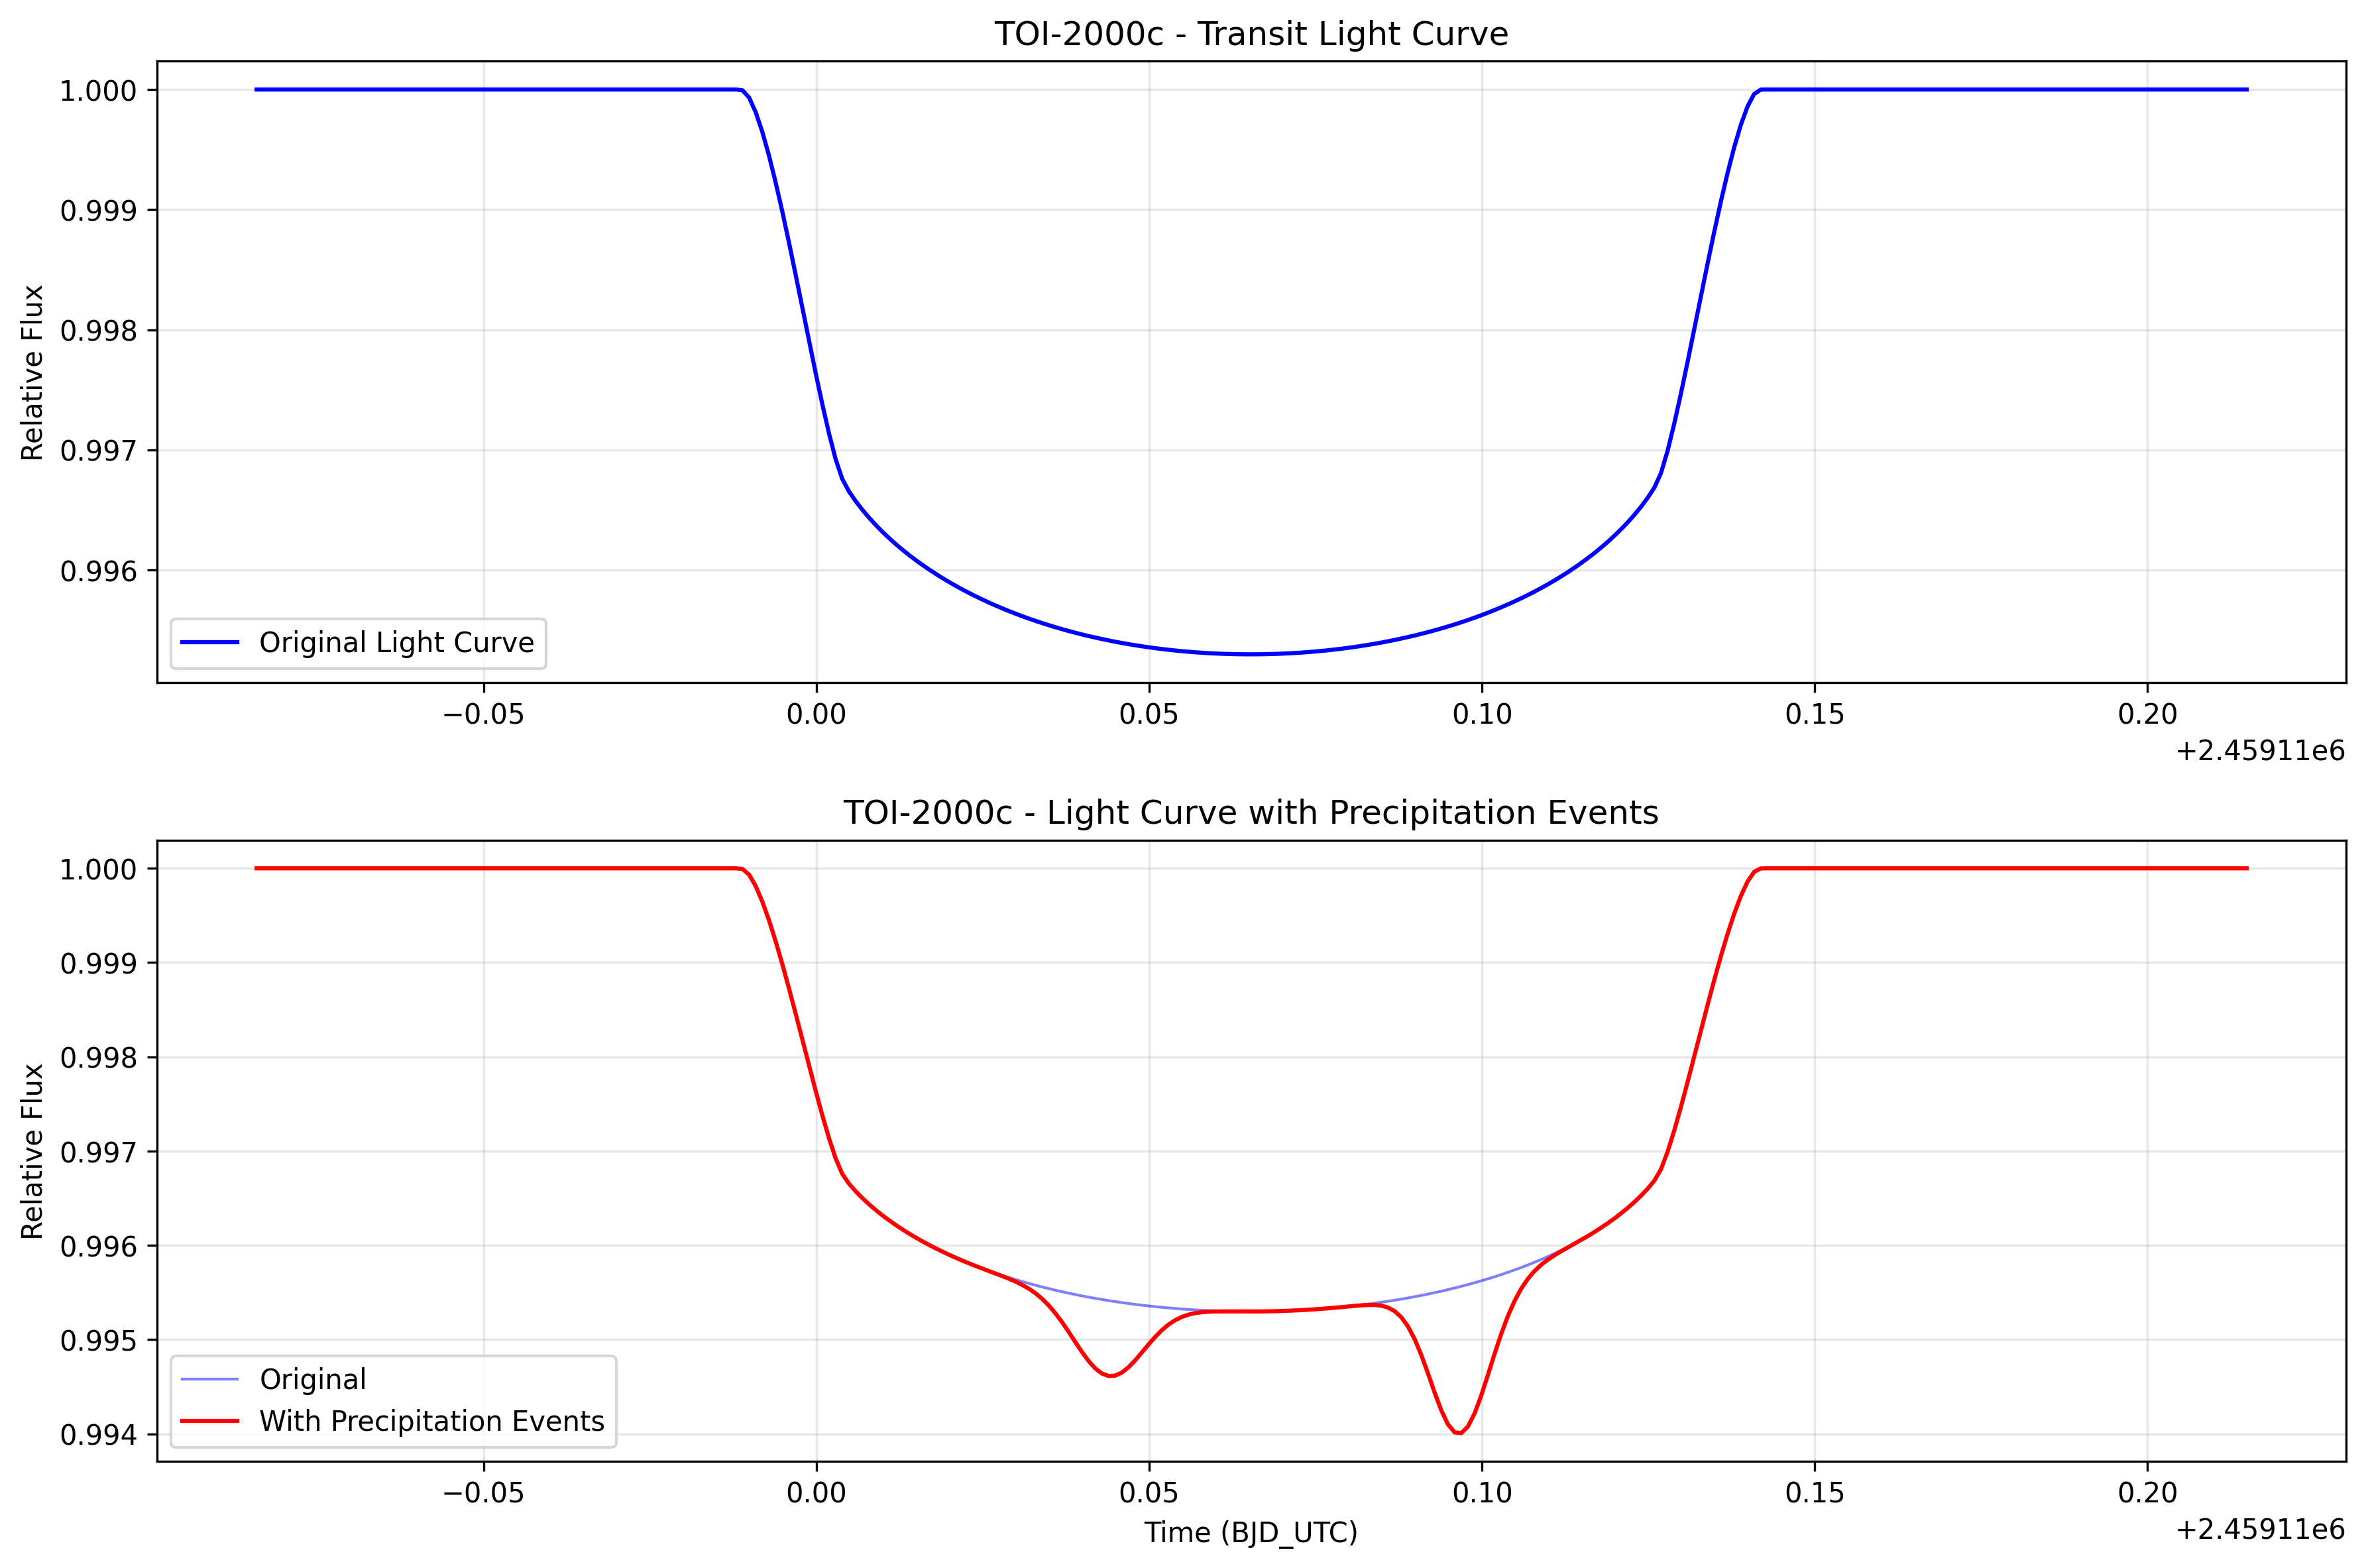 TOI-2000c - Transit Light Curve
Relative Flux
1.000
0.999
0.998
0.997
0.996
Original Light Curve
−0.05 0.00 0.05 0.10 0.15 0.20
+2.45911e6
TOI-2000c - Light Curve with Precipitation Events
Relative Flux
1.000
0.999
0.998
0.997
0.996
0.995
0.994
Original
With Precipitation Events
−0.05 0.00 0.05 0.10 0.15 0.20
Time (BJD_UTC)
+2.45911e6